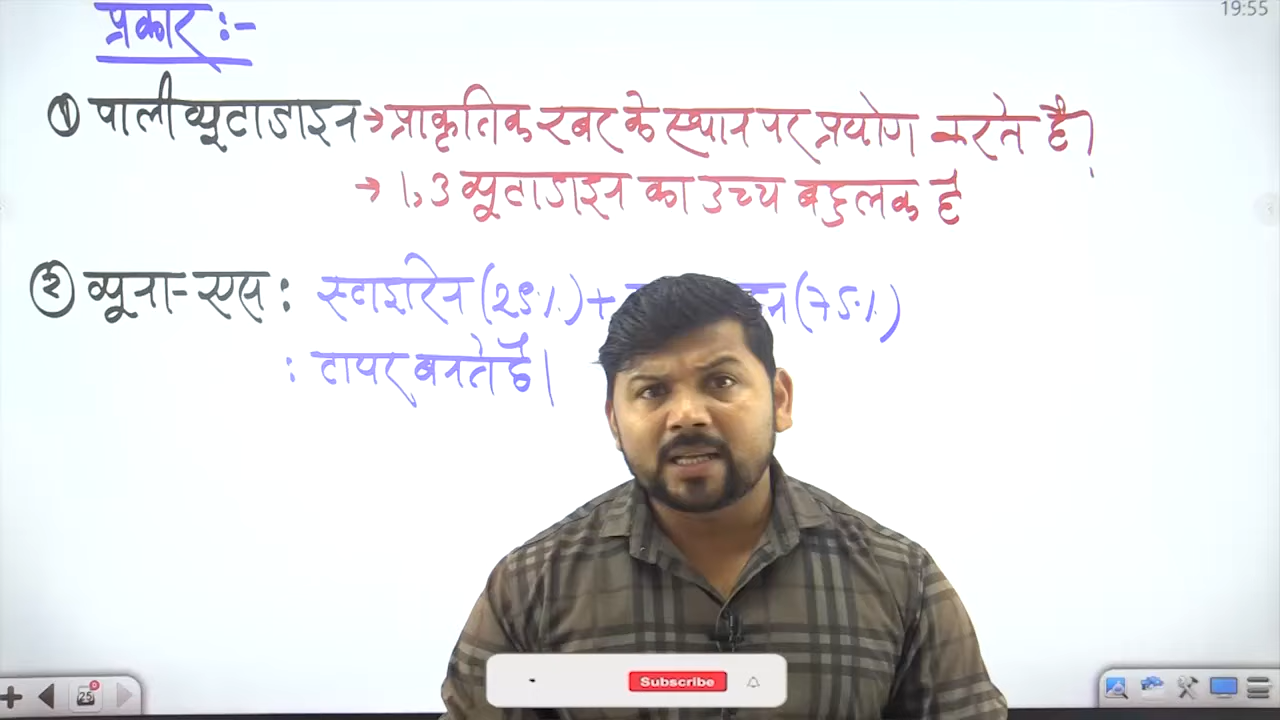 19:55
प्रकार :-
① पालीब्यूटाडाइन → प्राकृतिक रबर के स्थान पर प्रयोग करते है।
→ 1,3 ब्यूटाडाइन का उच्च बहुलक है
② ब्यूना-एस : स्टाइरिन (25%) + (75%)
: टायर बनते है।
25
Subscribe